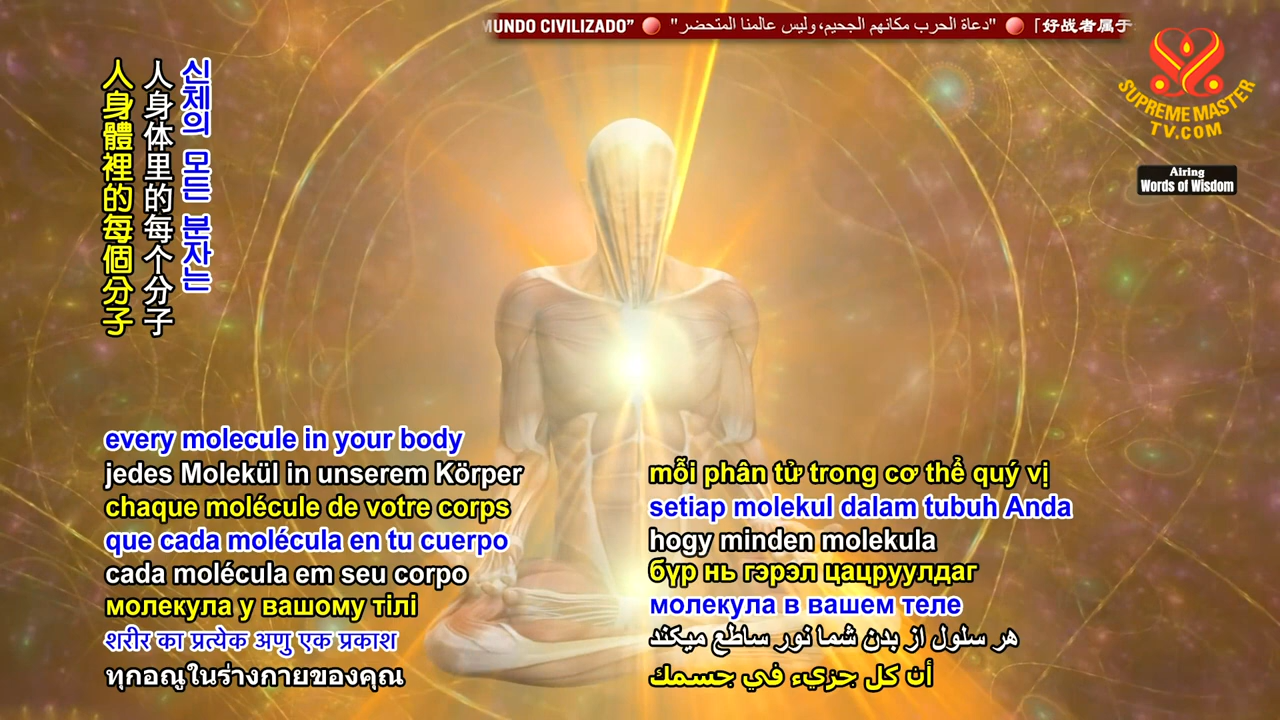 MUNDO CIVILIZADO” "دعاة الحرب مكانهم الجحيم، وليس عالمنا المتحضر" 「好战者属于
SUPREME MASTER
TV.COM
Airing
Words of Wisdom
신체의 모든 분자는
人身体里的每个分子
人身體裡的每個分子
every molecule in your body
jedes Molekül in unserem Körper
chaque molécule de votre corps
que cada molécula en tu cuerpo
cada molécula em seu corpo
молекула у вашому тілі
शरीर का प्रत्येक अणु एक प्रकाश
ทุกอณูในร่างกายของคุณ
mỗi phân tử trong cơ thể quý vị
setiap molekul dalam tubuh Anda
hogy minden molekula
бүр нь гэрэл цацруулдаг
молекула в вашем теле
هر سلول از بدن شما نور ساطع میکند
أن كل جزيء في جسمك